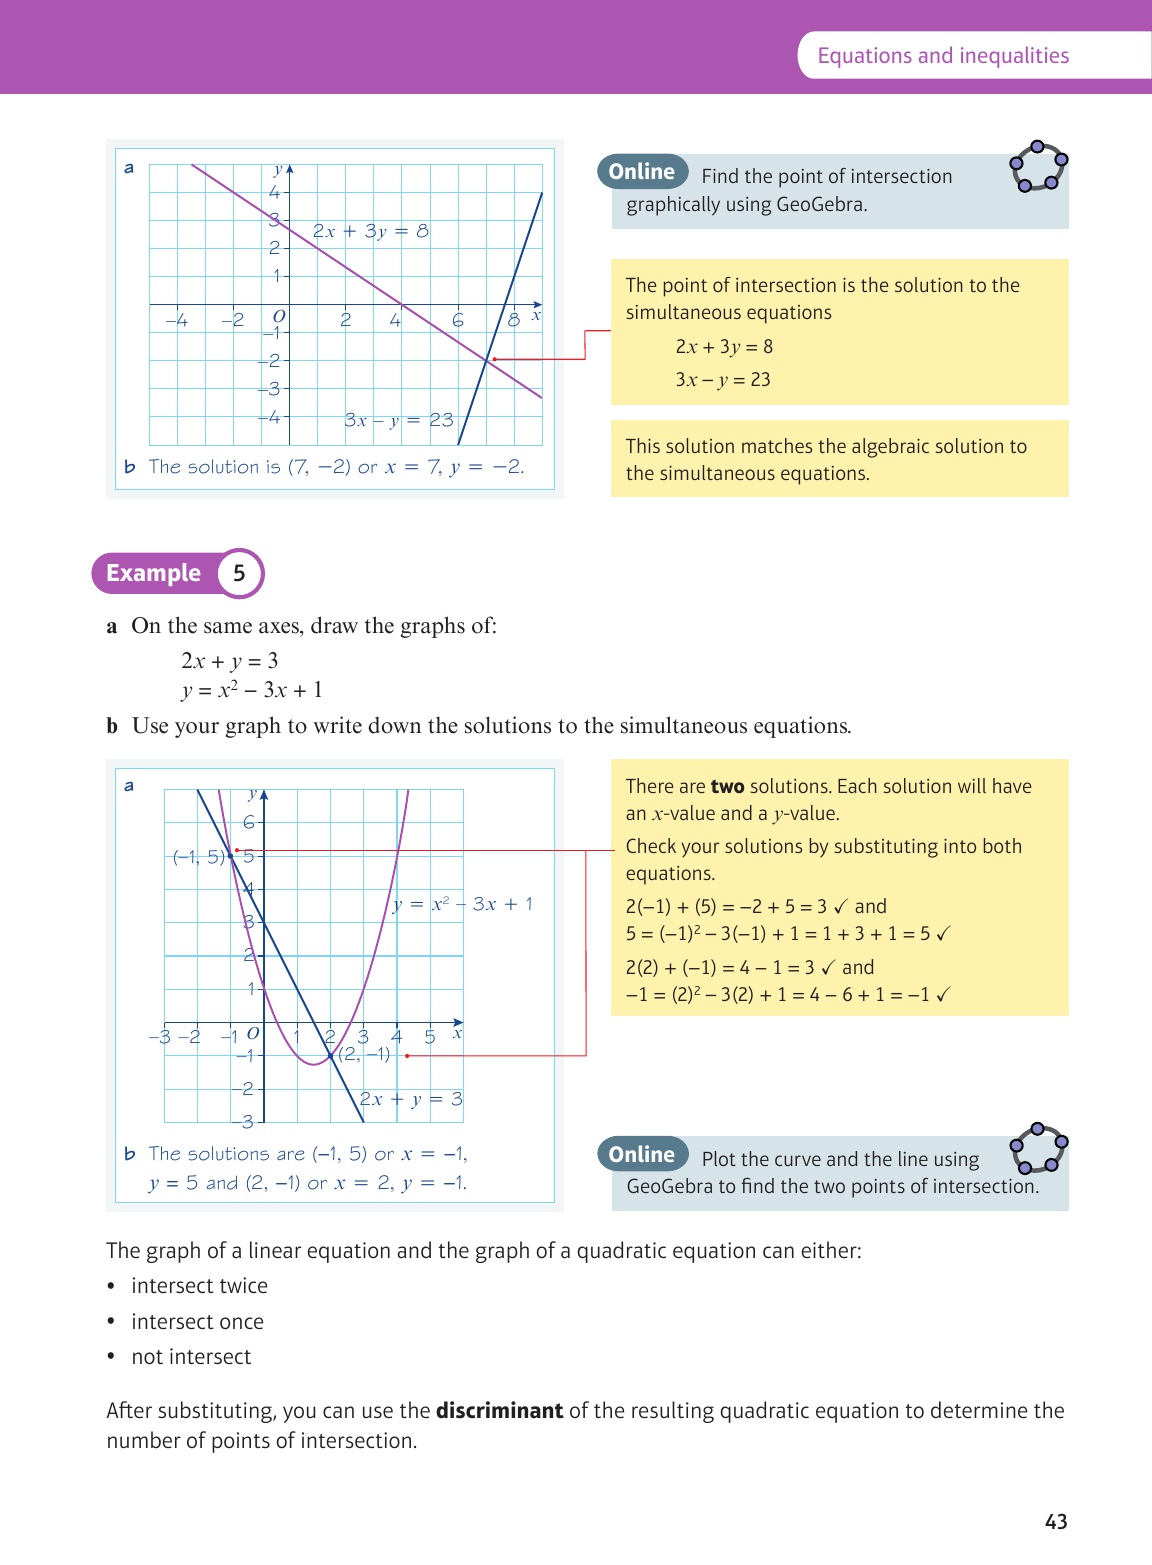 Equations and inequalities
a
y
4
3
2
1
2x + 3y = 8
−4 −2 O 2 4 6 8 x
−1
−2
−3
−4
3x – y = 23
b The solution is (7, −2) or x = 7, y = −2.
Online Find the point of intersection
graphically using GeoGebra.
The point of intersection is the solution to the
simultaneous equations
2x + 3y = 8
3x – y = 23
This solution matches the algebraic solution to
the simultaneous equations.
Example 5
a On the same axes, draw the graphs of:
2x + y = 3
y = x² − 3x + 1
b Use your graph to write down the solutions to the simultaneous equations.
a
y
6
(−1, 5) 5
4
y = x² – 3x + 1
3
2
1
−3 −2 −1 O 1 2 3 4 5 x
−1 (2, −1)
−2
2x + y = 3
−3
b The solutions are (−1, 5) or x = −1,
y = 5 and (2, −1) or x = 2, y = −1.
There are two solutions. Each solution will have
an x-value and a y-value.
Check your solutions by substituting into both
equations.
2(−1) + (5) = −2 + 5 = 3 ✓ and
5 = (−1)² – 3(−1) + 1 = 1 + 3 + 1 = 5 ✓
2(2) + (−1) = 4 − 1 = 3 ✓ and
−1 = (2)² – 3(2) + 1 = 4 − 6 + 1 = −1 ✓
Online Plot the curve and the line using
GeoGebra to find the two points of intersection.
The graph of a linear equation and the graph of a quadratic equation can either:
• intersect twice
• intersect once
• not intersect
After substituting, you can use the discriminant of the resulting quadratic equation to determine the
number of points of intersection.
43